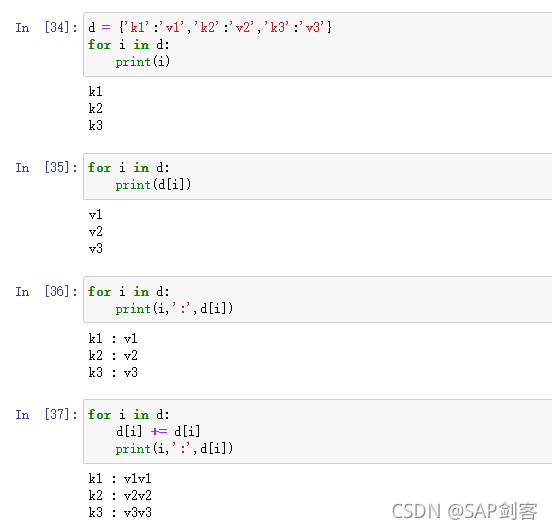 In [34]: d = {'k1':'v1','k2':'v2','k3':'v3'}
for i in d:
    print(i)
k1
k2
k3
In [35]: for i in d:
    print(d[i])
v1
v2
v3
In [36]: for i in d:
    print(i,':',d[i])
k1 : v1
k2 : v2
k3 : v3
In [37]: for i in d:
    d[i] += d[i]
    print(i,':',d[i])
k1 : v1v1
k2 : v2v2
k3 : v3v3
CSDN @SAP剑客